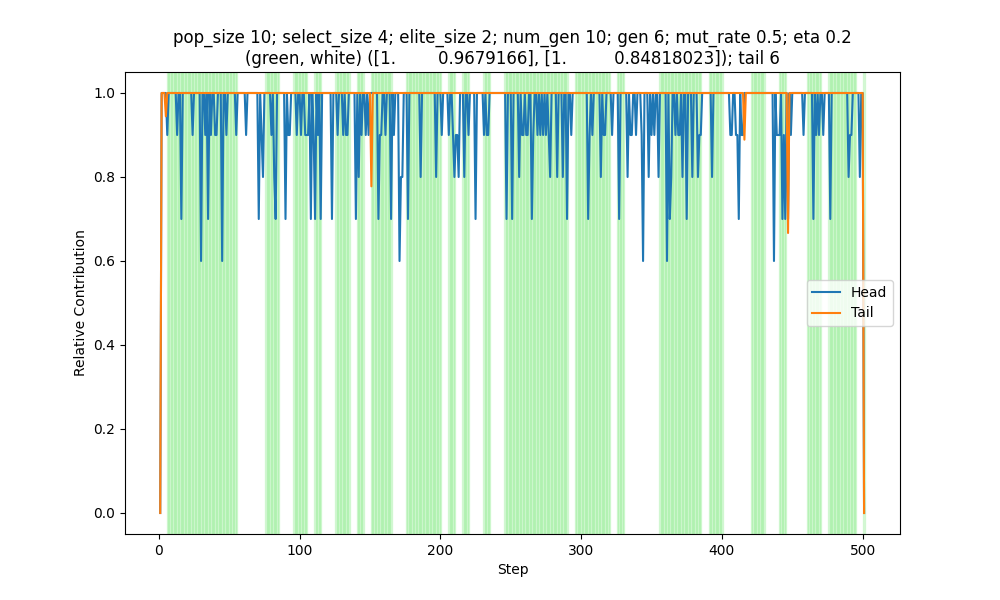 pop_size 10; select_size 4; elite_size 2; num_gen 10; gen 6; mut_rate 0.5; eta 0.2
(green, white) ([1.        0.9679166], [1.         0.84818023]); tail 6
1.0
0.8
0.6
0.4
0.2
0.0
Relative Contribution
Head
Tail
0
100
200
300
400
500
Step